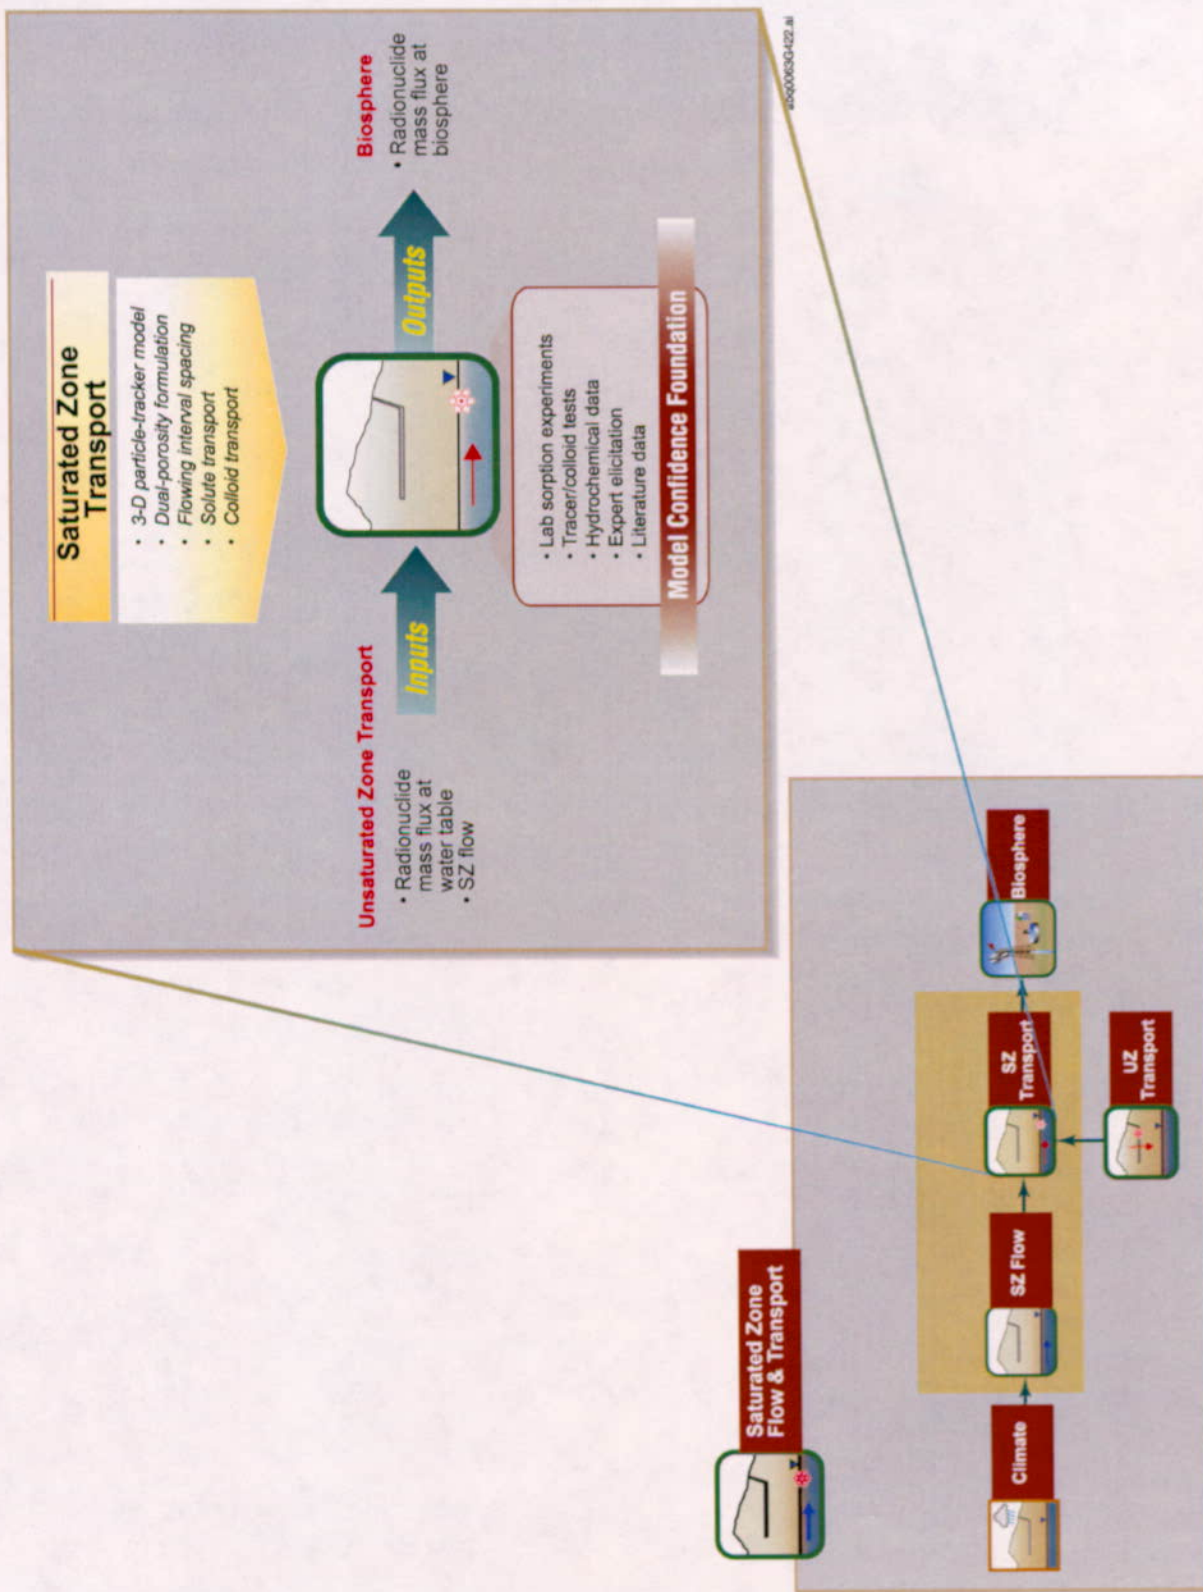 Saturated Zone
Transport
• 3-D particle-tracker model
• Dual-porosity formulation
• Flowing interval spacing
• Solute transport
• Colloid transport
Unsaturated Zone Transport
• Radionuclide
mass flux at
water table
• SZ flow
Inputs
Outputs
Biosphere
• Radionuclide
mass flux at
biosphere
• Lab sorption experiments
• Tracer/colloid tests
• Hydrochemical data
• Expert elicitation
• Literature data
Model Confidence Foundation
Saturated Zone
Flow & Transport
Climate
SZ Flow
SZ
Transport
Biosphere
UZ
Transport
abq0063G422.ai